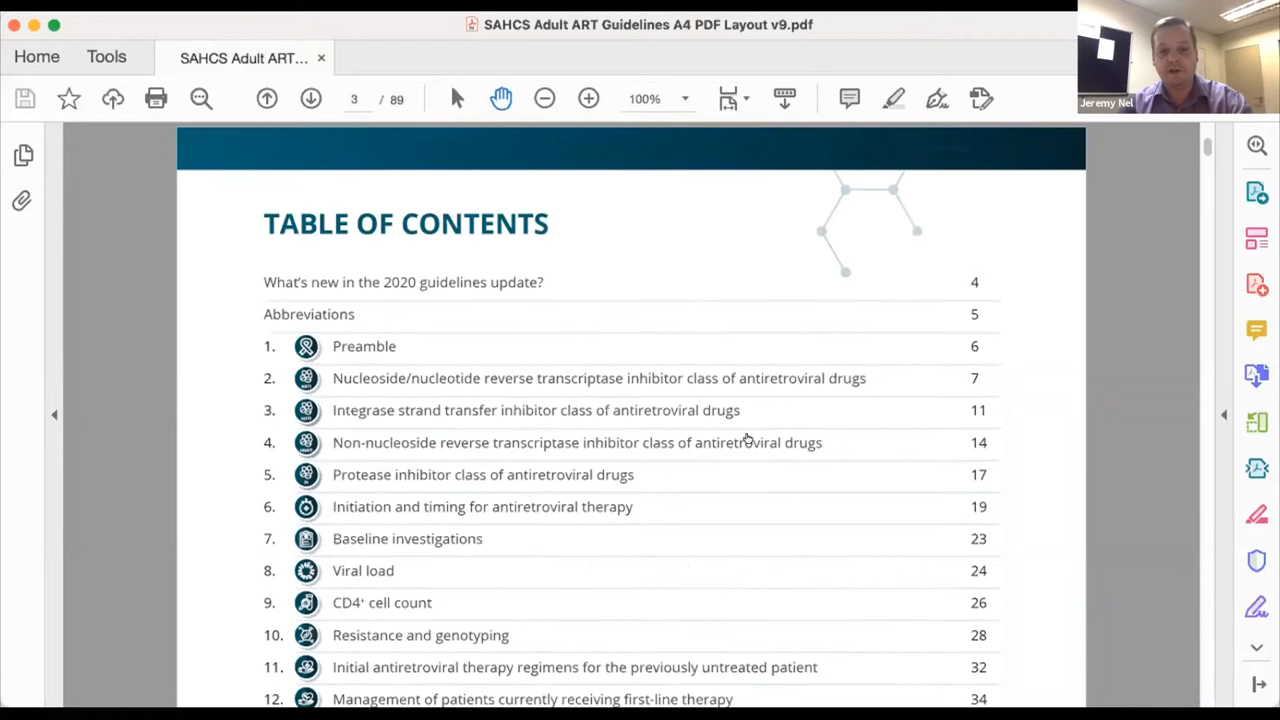 SAHCS Adult ART Guidelines A4 PDF Layout v9.pdf
Home Tools SAHCS Adult ART... ×
3 / 89 100%
Jeremy Nel
TABLE OF CONTENTS
What's new in the 2020 guidelines update? 4
Abbreviations 5
1. Preamble 6
2. Nucleoside/nucleotide reverse transcriptase inhibitor class of antiretroviral drugs 7
3. Integrase strand transfer inhibitor class of antiretroviral drugs 11
4. Non-nucleoside reverse transcriptase inhibitor class of antiretroviral drugs 14
5. Protease inhibitor class of antiretroviral drugs 17
6. Initiation and timing for antiretroviral therapy 19
7. Baseline investigations 23
8. Viral load 24
9. CD4⁺ cell count 26
10. Resistance and genotyping 28
11. Initial antiretroviral therapy regimens for the previously untreated patient 32
12. Management of patients currently receiving first-line therapy 34